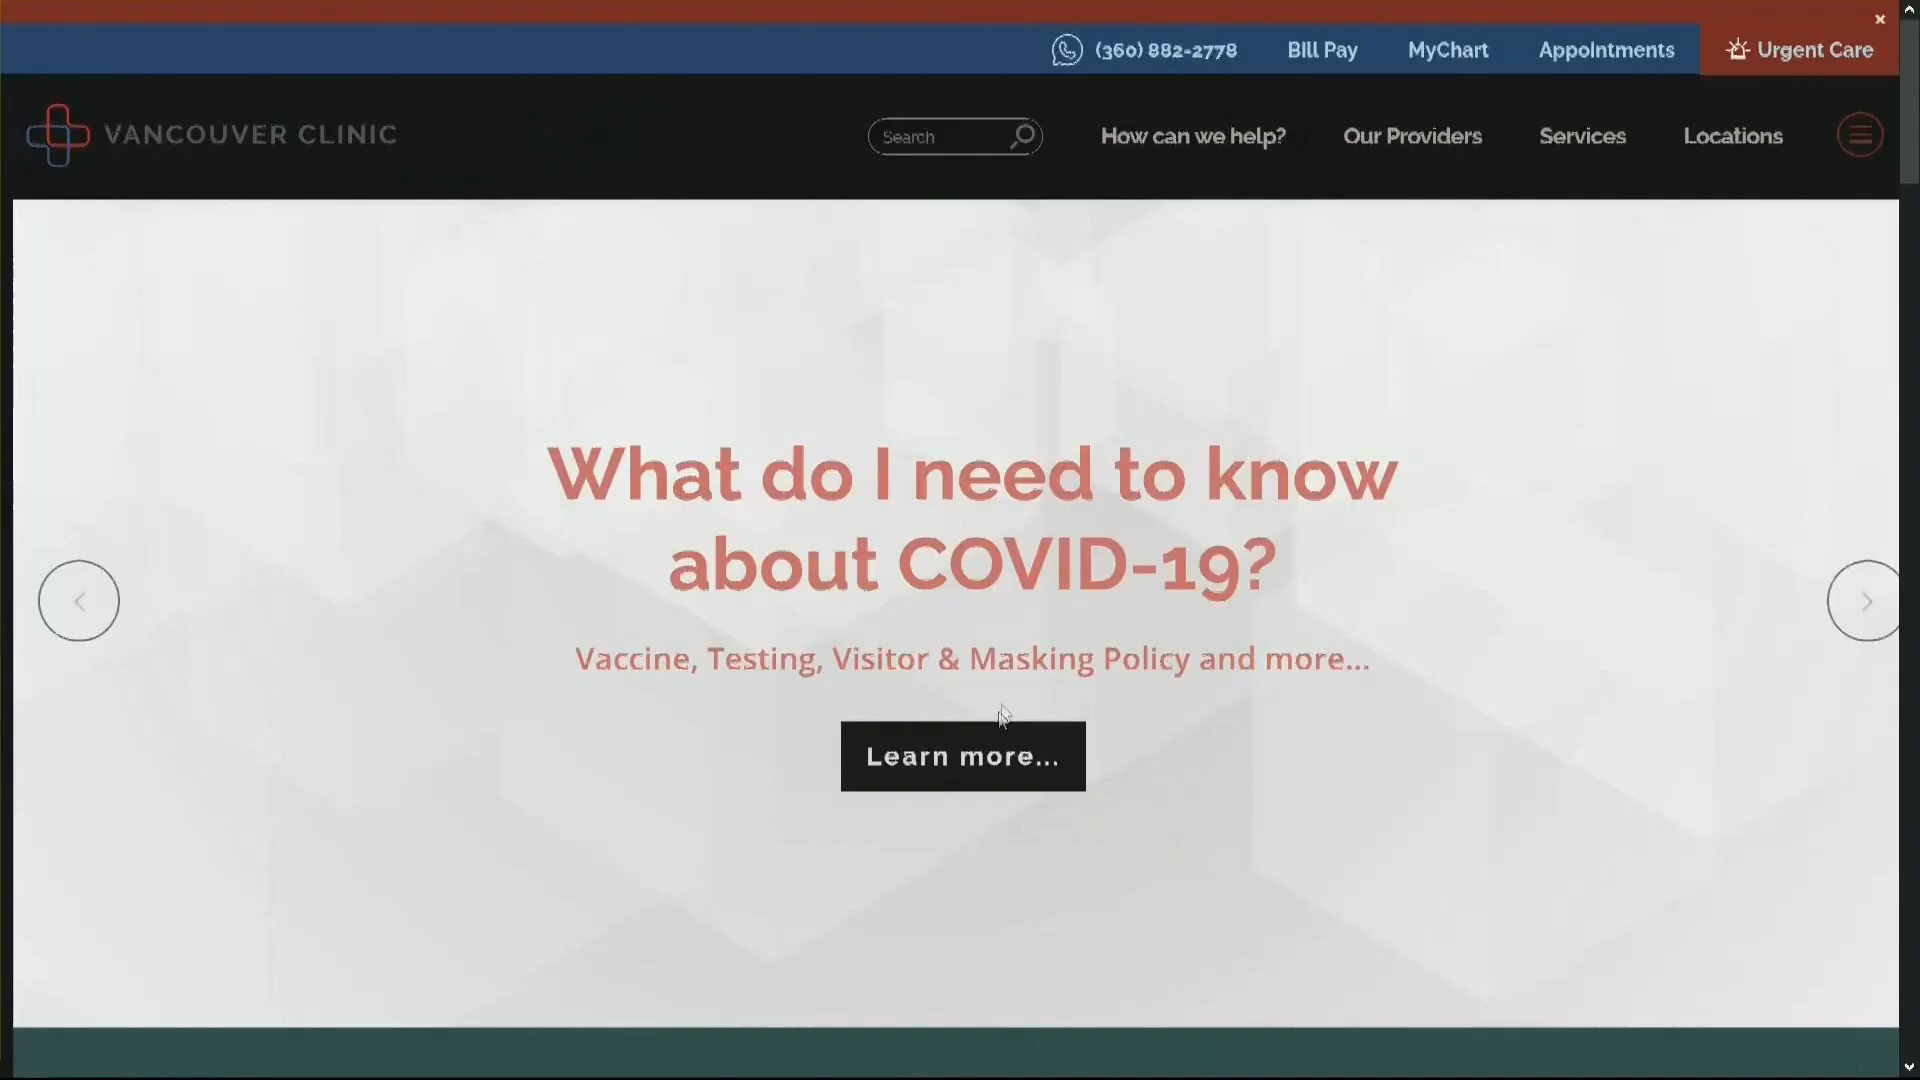 (360) 882-2778 Bill Pay MyChart Appointments Urgent Care
VANCOUVER CLINIC Search How can we help? Our Providers Services Locations
What do I need to know
about COVID-19?
Vaccine, Testing, Visitor & Masking Policy and more...
Learn more...